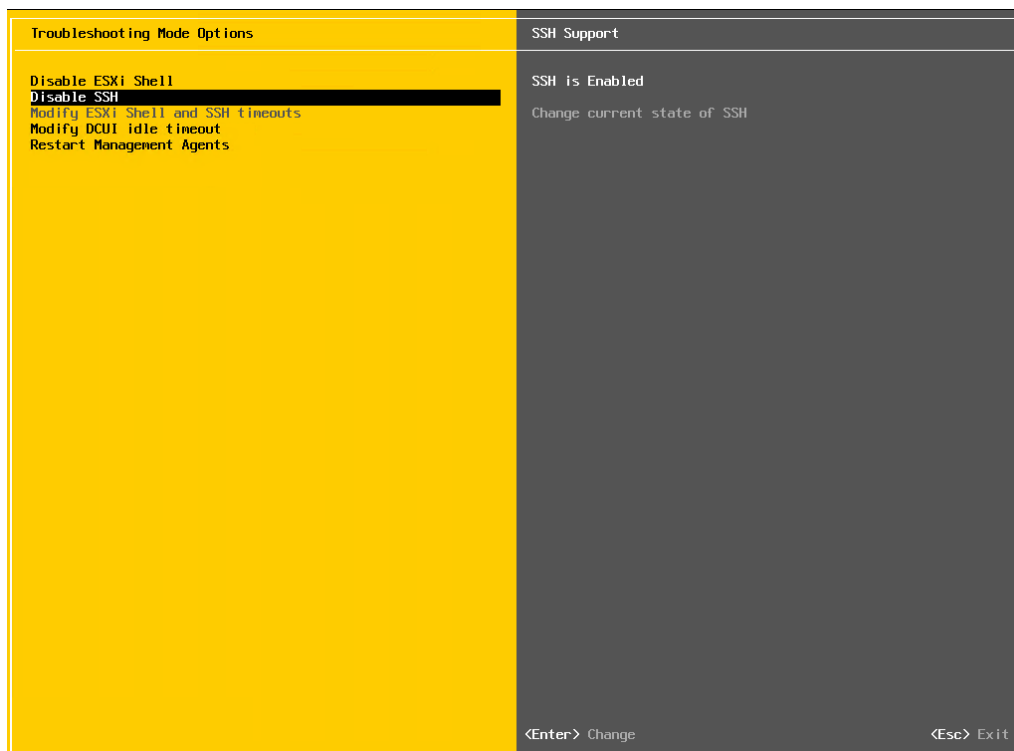 Troubleshooting Mode Options
Disable ESXi Shell
Disable SSH
Modify ESXi Shell and SSH timeouts
Modify DCUI idle timeout
Restart Management Agents
SSH Support
SSH is Enabled
Change current state of SSH
<Enter> Change
<Esc> Exit